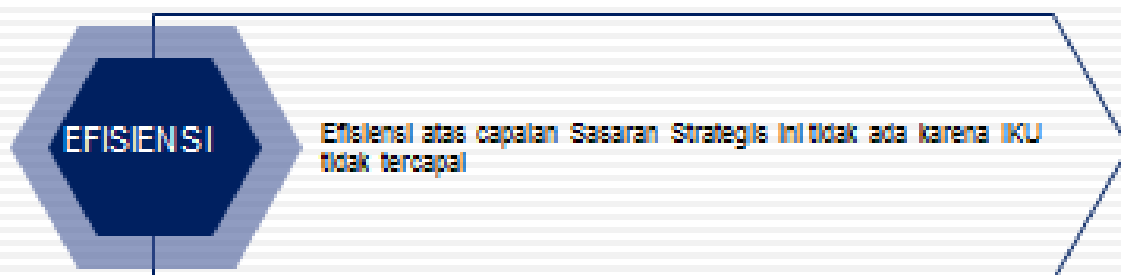 EFISIENSI
Efisiensi atas capaian Sasaran Strategis ini tidak ada karena IKU
tidak tercapai